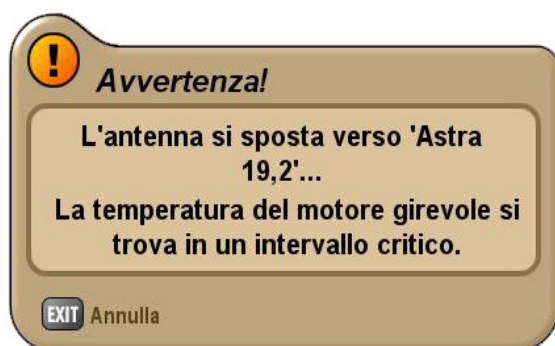 Avvertenza!
L'antenna si sposta verso 'Astra
19,2'...
La temperatura del motore girevole si
trova in un intervallo critico.
EXIT Annulla